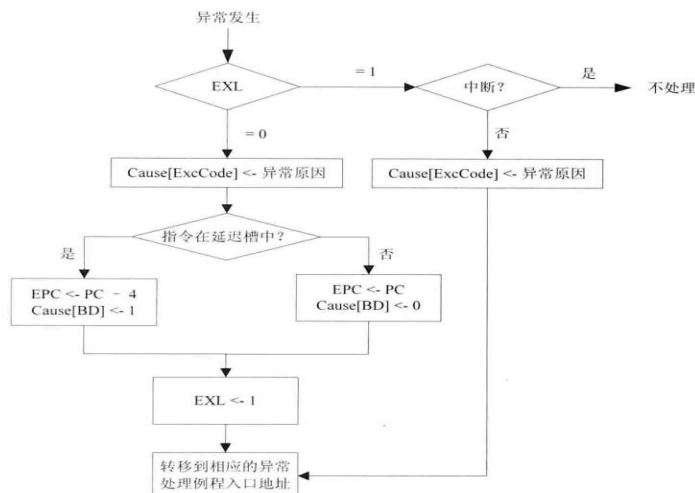 异常发生
EXL
= 1
中断？
是
不处理
= 0
否
Cause[ExcCode] <- 异常原因
Cause[ExcCode] <- 异常原因
指令在延迟槽中？
是
否
EPC <- PC - 4
Cause[BD] <- 1
EPC <- PC
Cause[BD] <- 0
EXL <- 1
转移到相应的异常
处理例程入口地址